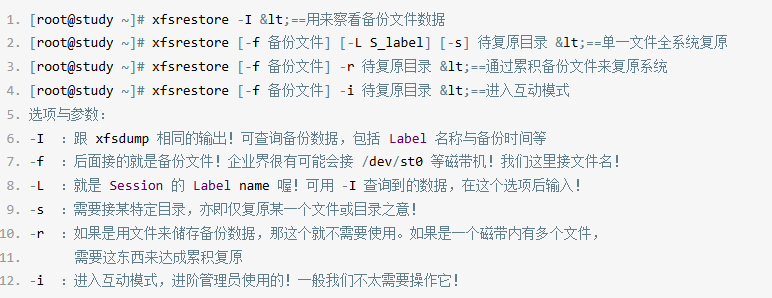 1. [root@study ~]# xfsrestore -I &lt;==用来察看备份文件数据
2. [root@study ~]# xfsrestore [-f 备份文件] [-L S_label] [-s] 待复原目录 &lt;==单一文件全系统复原
3. [root@study ~]# xfsrestore [-f 备份文件] -r 待复原目录 &lt;==通过累积备份文件来复原系统
4. [root@study ~]# xfsrestore [-f 备份文件] -i 待复原目录 &lt;==进入互动模式
5. 选项与参数：
6. -I ：跟 xfsdump 相同的输出！可查询备份数据，包括 Label 名称与备份时间等
7. -f ：后面接的就是备份文件！企业界很有可能会接 /dev/st0 等磁带机！我们这里接文件名！
8. -L ：就是 Session 的 Label name 喔！可用 -I 查询到的数据，在这个选项后输入！
9. -s ：需要接某特定目录，亦即仅复原某一个文件或目录之意！
10. -r ：如果是用文件来储存备份数据，那这个就不需要使用。如果是一个磁带内有多个文件，
11. 需要这东西来达成累积复原
12. -i ：进入互动模式，进阶管理员使用的！一般我们不太需要操作它！